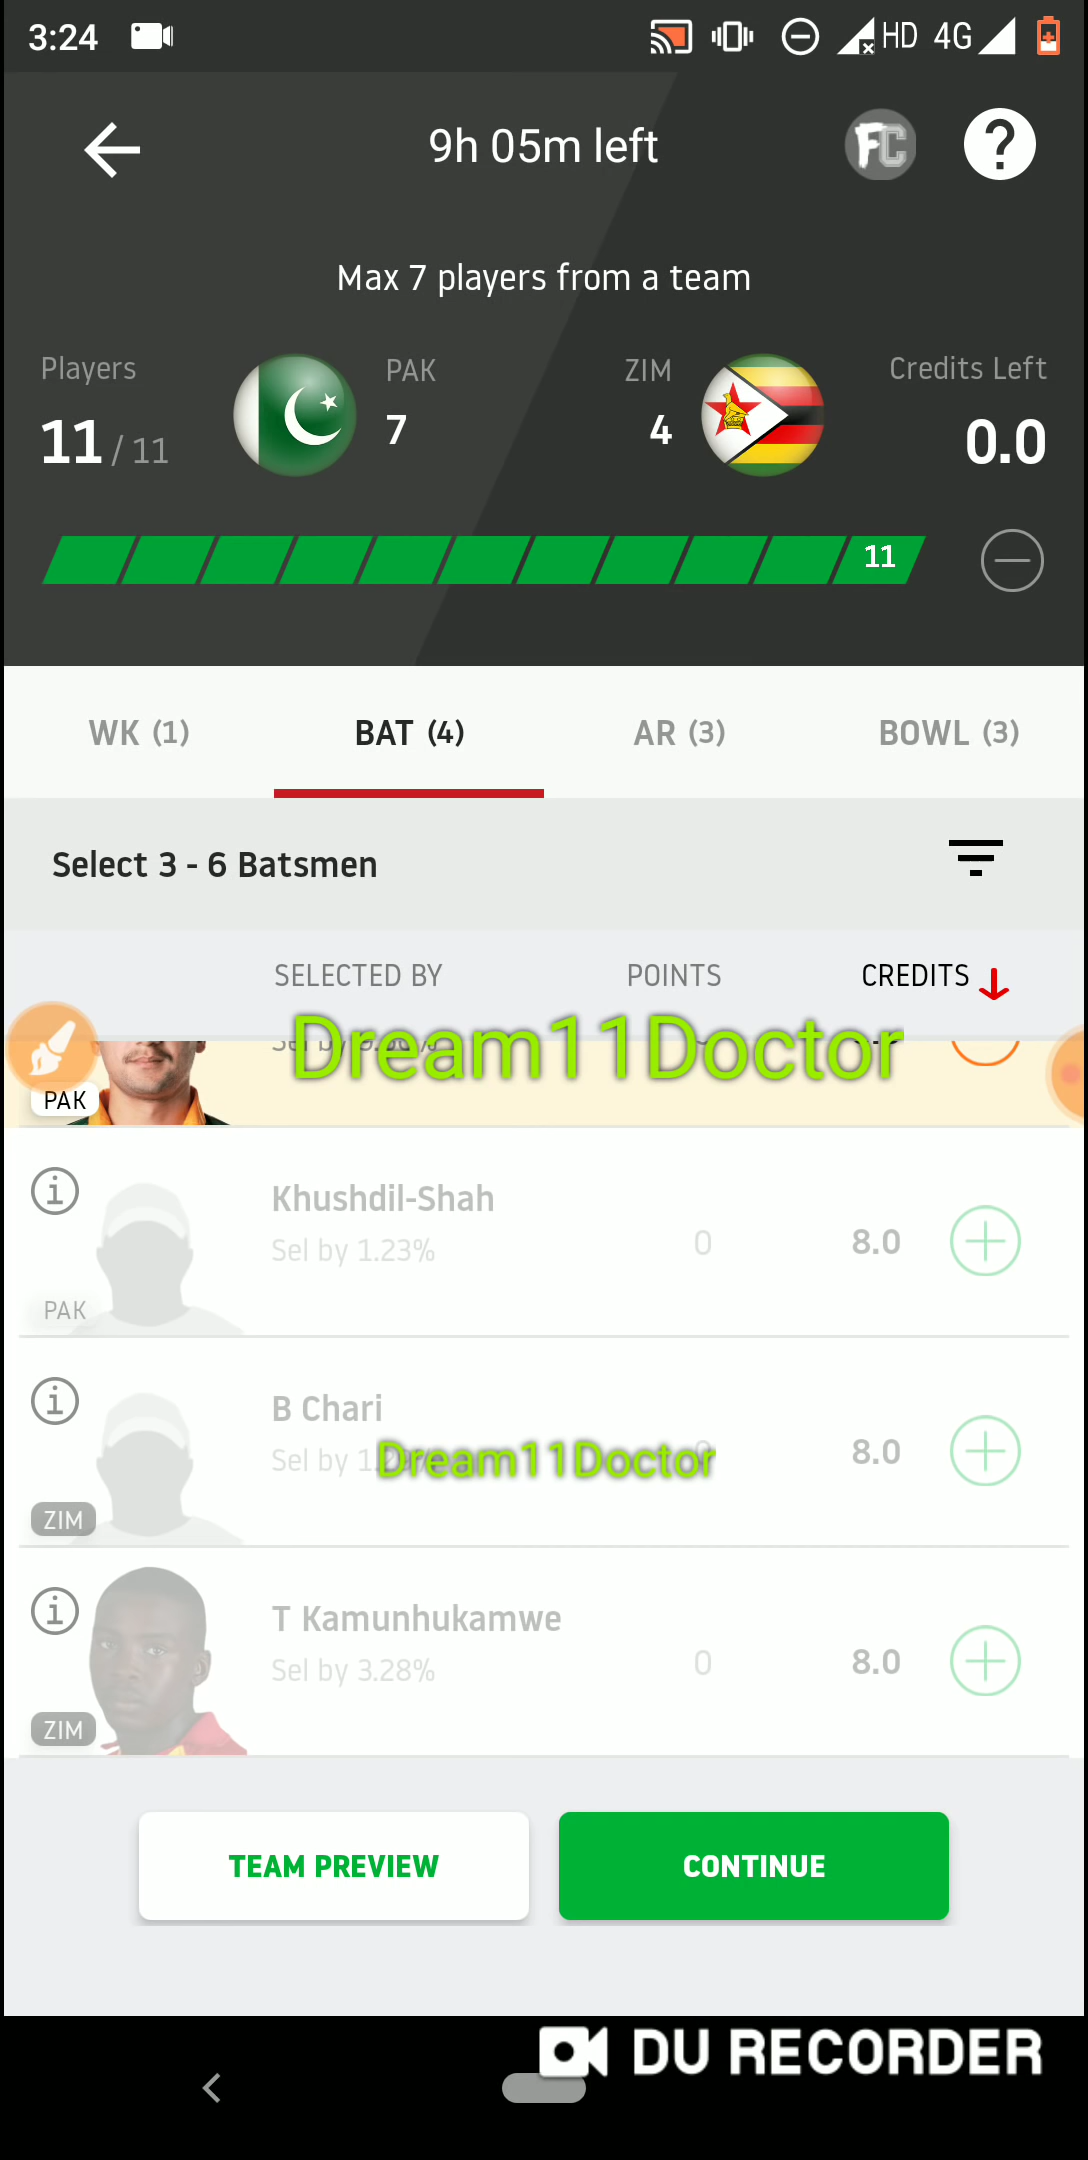 3:24 HD 4G
9h 05m left FC ?
Max 7 players from a team
Players PAK ZIM Credits Left
11 / 11 7 4 0.0
11
WK (1) BAT (4) AR (3) BOWL (3)
Select 3 - 6 Batsmen
SELECTED BY POINTS CREDITS
Dream11Doctor
PAK
Khushdil-Shah
Sel by 1.23% 0 8.0
PAK
B Chari
Sel by 8.0
Dream11Doctor
ZIM
T Kamunhukamwe
Sel by 3.28% 0 8.0
ZIM
TEAM PREVIEW CONTINUE
DU RECORDER